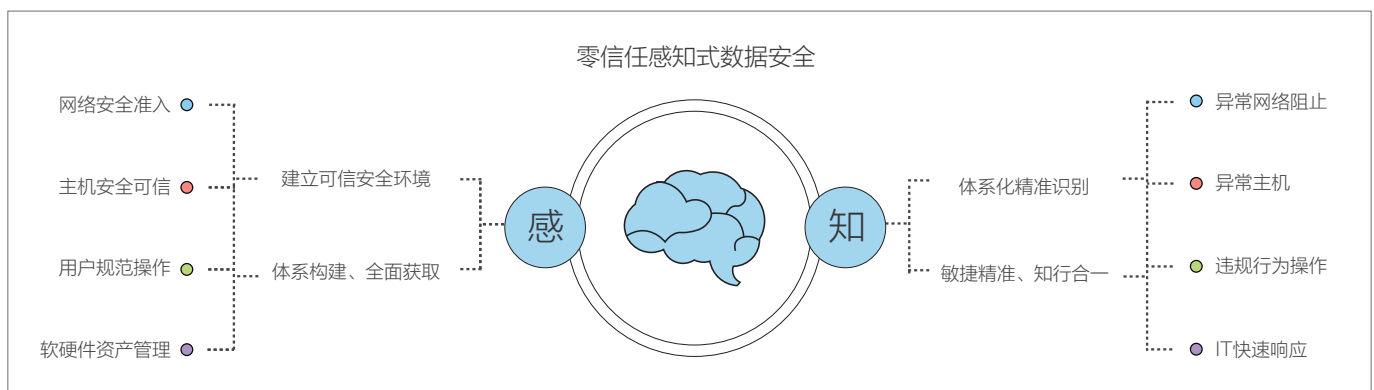 零信任感知式数据安全
网络安全准入
主机安全可信
用户规范操作
软硬件资产管理
建立可信安全环境
体系构建、全面获取
感
知
体系化精准识别
敏捷精准、知行合一
异常网络阻止
异常主机
违规行为操作
IT快速响应